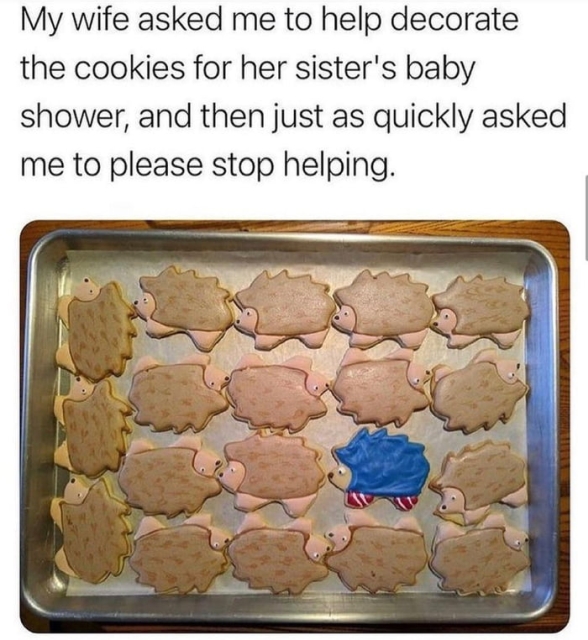 My wife asked me to help decorate
the cookies for her sister's baby
shower, and then just as quickly asked
me to please stop helping.